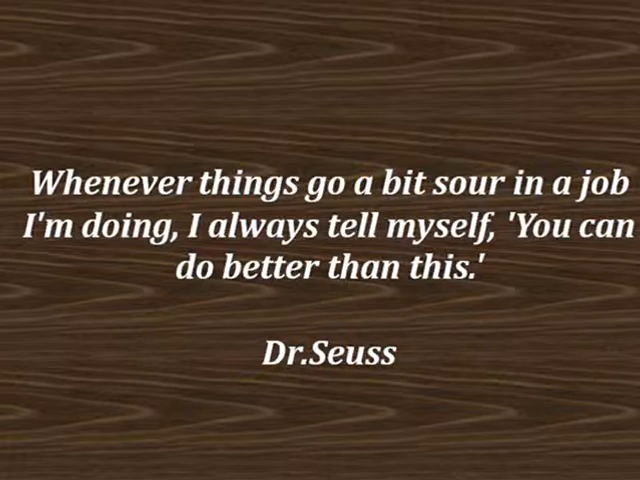 Whenever things go a bit sour in a job
I'm doing, I always tell myself, 'You can
do better than this.'
Dr.Seuss